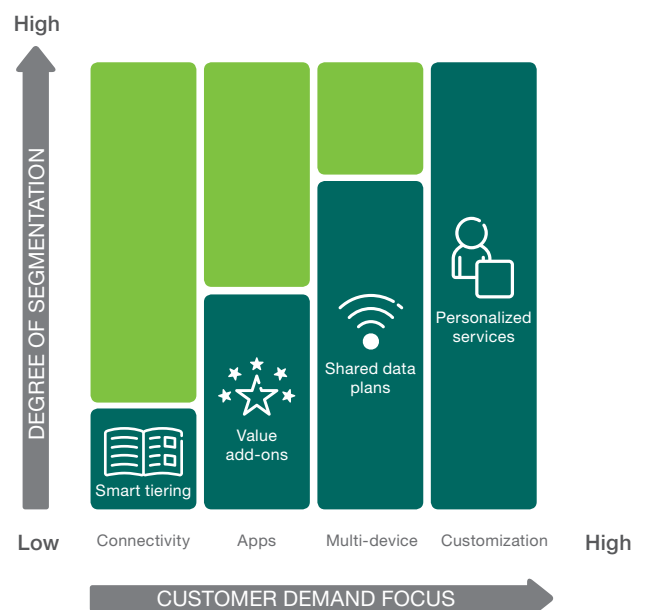 High
DEGREE OF SEGMENTATION
Personalized
services
Shared data
plans
Value
add-ons
Smart tiering
Low
Connectivity
Apps
Multi-device
Customization
High
CUSTOMER DEMAND FOCUS